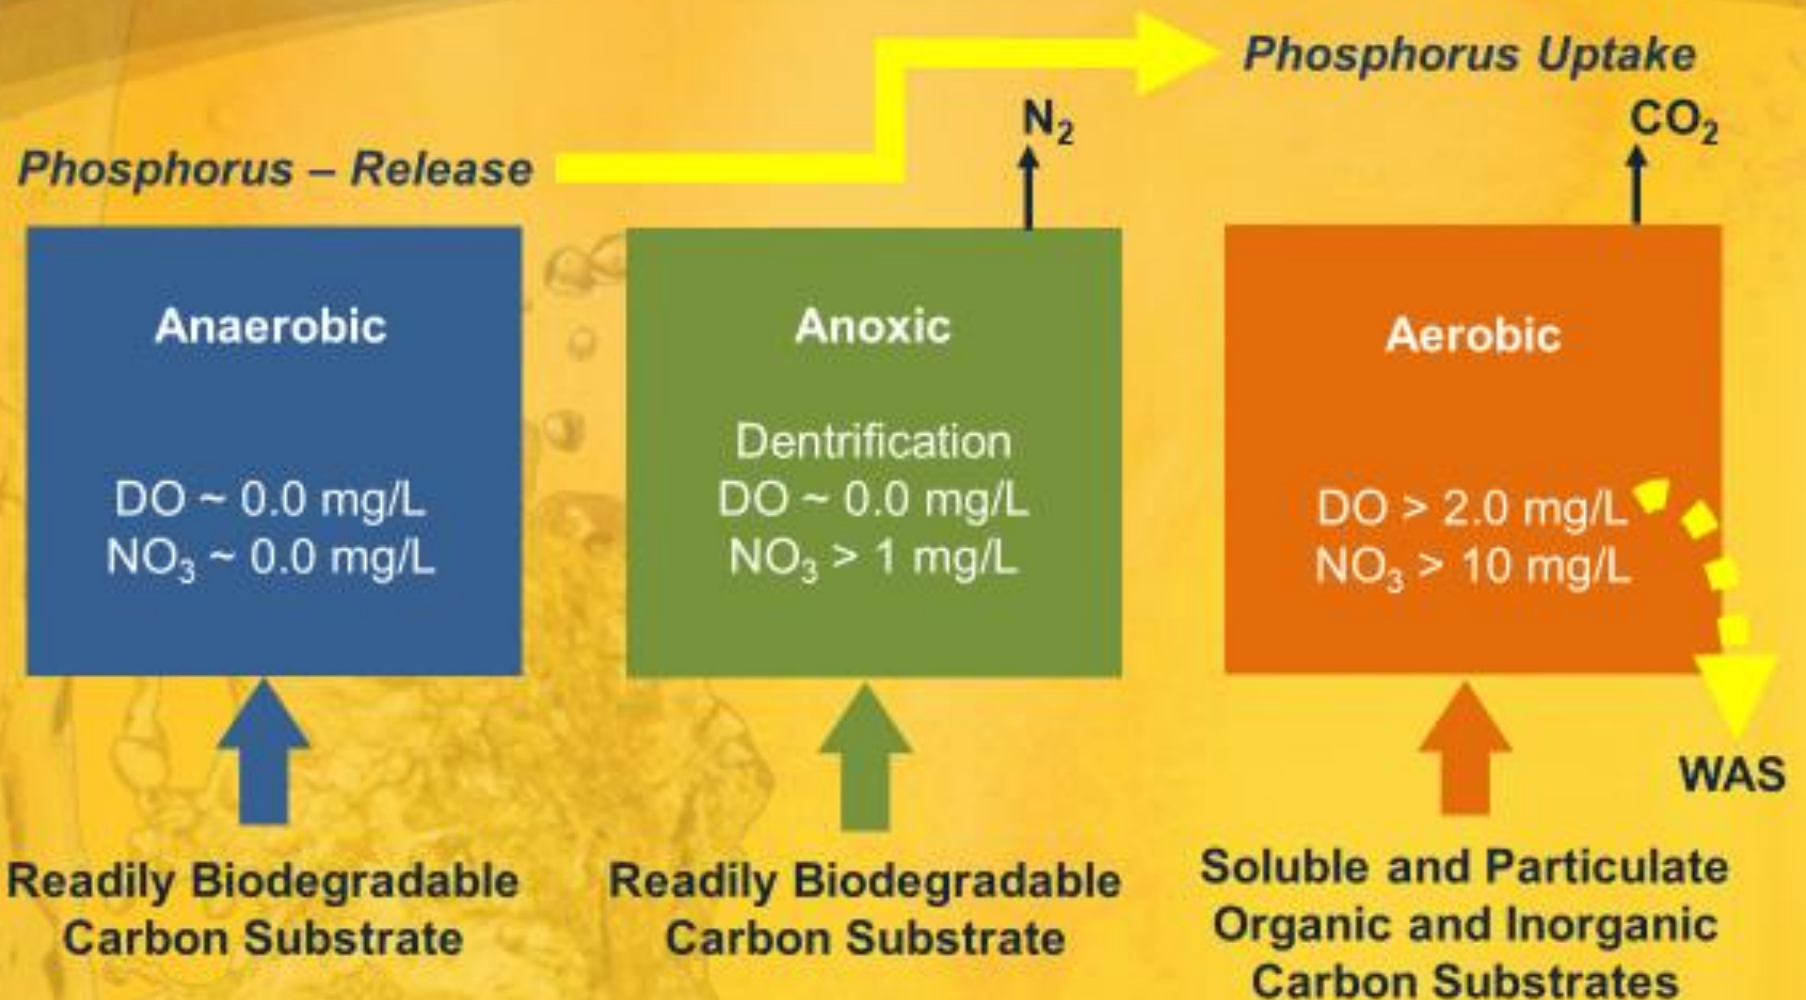 Phosphorus Uptake
N₂
CO₂
Phosphorus – Release
Anaerobic
DO ~ 0.0 mg/L
NO₃ ~ 0.0 mg/L
Anoxic
Dentrification
DO ~ 0.0 mg/L
NO₃ > 1 mg/L
Aerobic
DO > 2.0 mg/L
NO₃ > 10 mg/L
WAS
Readily Biodegradable
Carbon Substrate
Readily Biodegradable
Carbon Substrate
Soluble and Particulate
Organic and Inorganic
Carbon Substrates